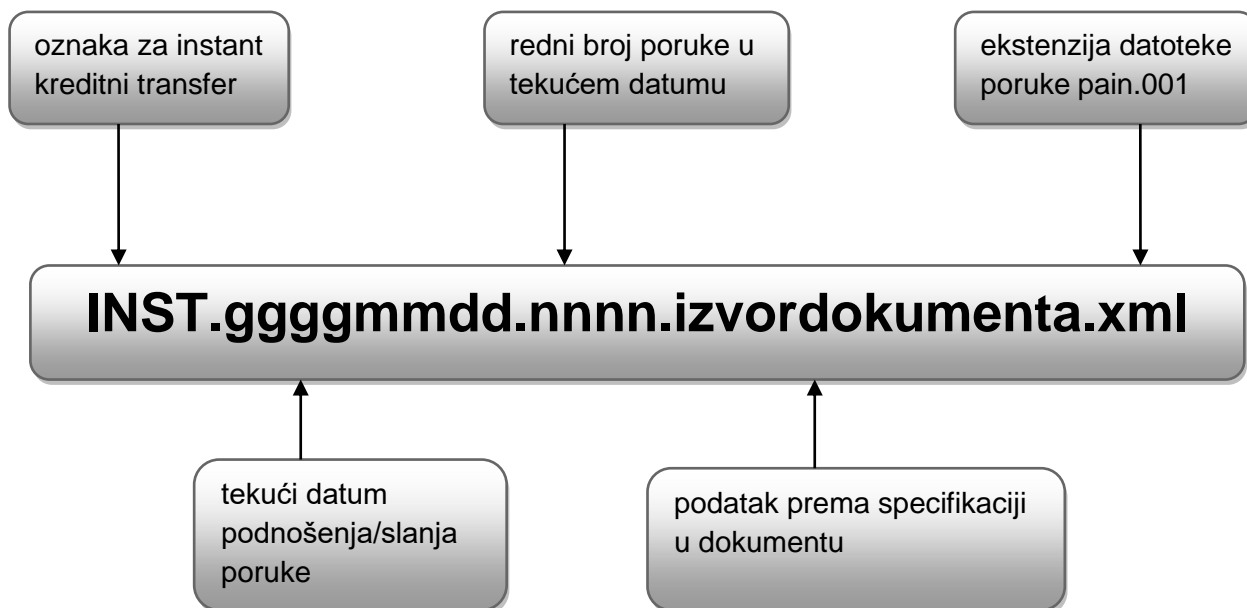 oznaka za instant
kreditni transfer
redni broj poruke u
tekućem datumu
ekstenzija datoteke
poruke pain.001
INST.ggggmmdd.nnnn.izvordokumenta.xml
tekući datum
podnošenja/slanja
poruke
podatak prema specifikaciji
u dokumentu